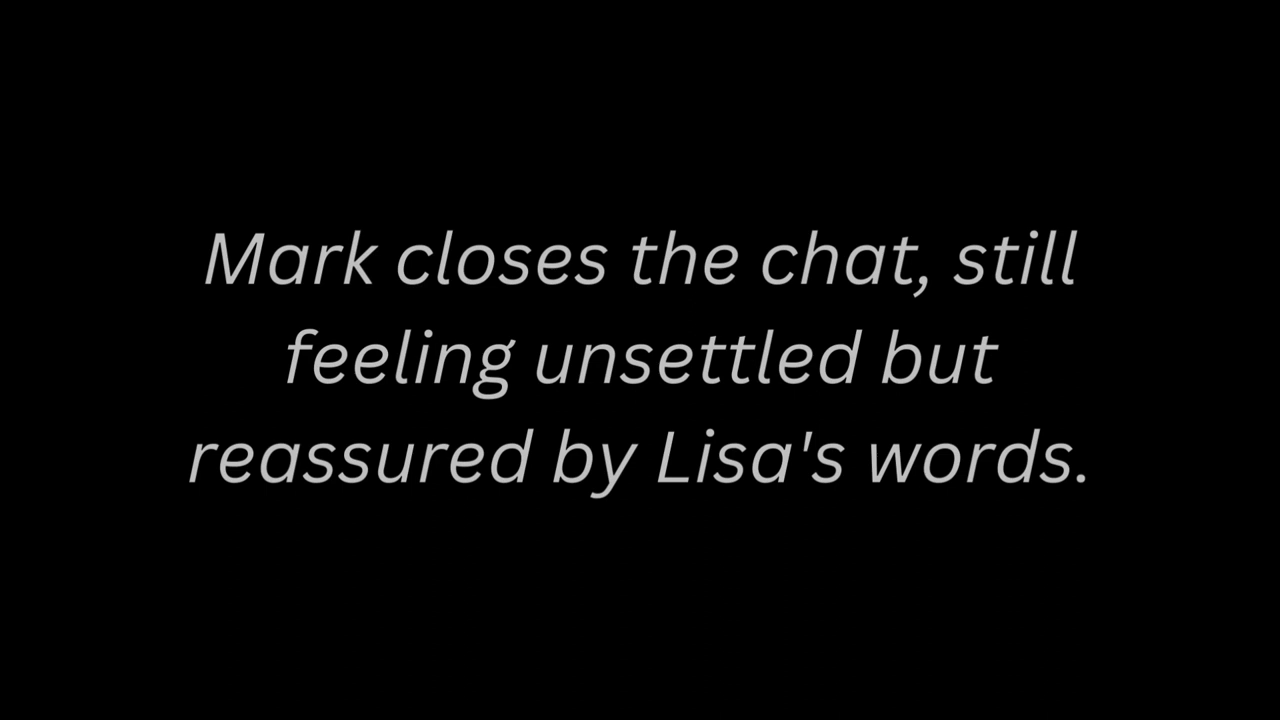 Mark closes the chat, still
feeling unsettled but
reassured by Lisa's words.